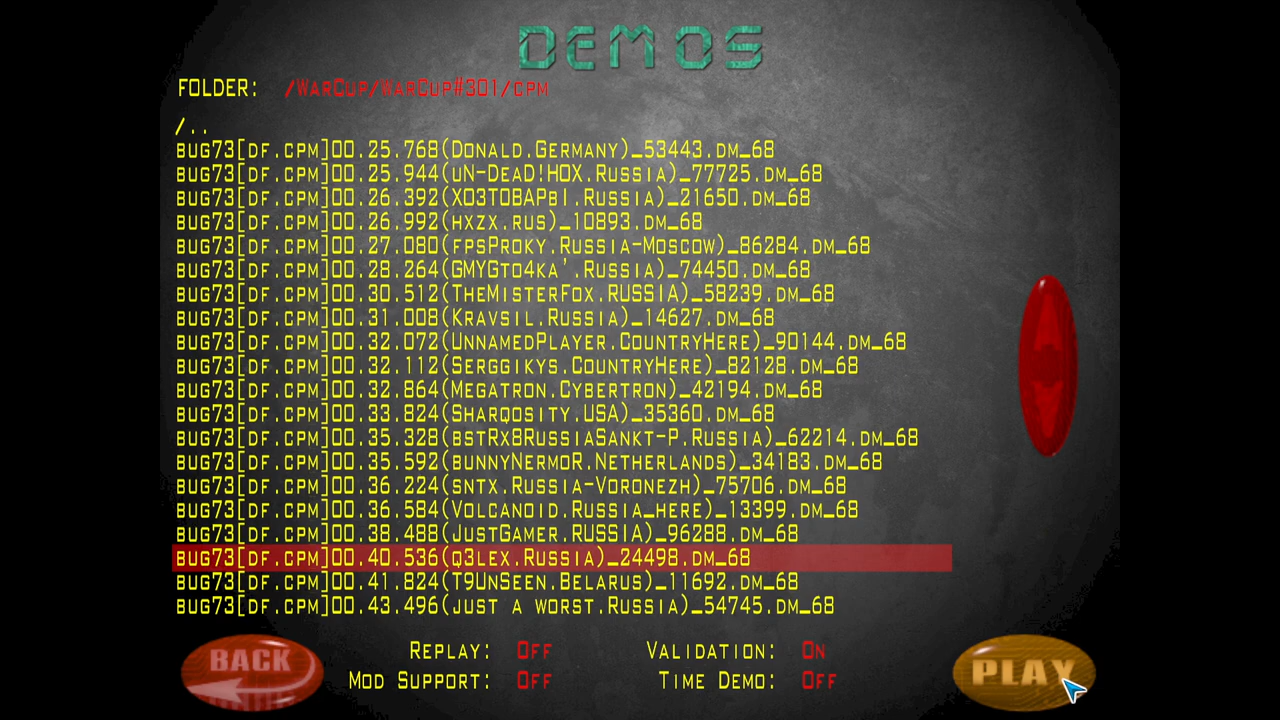 DEMOS
FOLDER: /WarCup/WarCup#301/cpm
/..
bug73[df.cpm]00.25.768(Donald.Germany)_53443.dm_68
bug73[df.cpm]00.25.944(uN-DeaD!H0X.Russia)_77725.dm_68
bug73[df.cpm]00.26.392(X03T0BAPbI.Russia)_21650.dm_68
bug73[df.cpm]00.26.992(hxzx.rus)_10893.dm_68
bug73[df.cpm]00.27.080(fpsProky.Russia-Moscow)_86284.dm_68
bug73[df.cpm]00.28.264(GMYGto4ka'.Russia)_74450.dm_68
bug73[df.cpm]00.30.512(TheMisterFox.RUSSIA)_58239.dm_68
bug73[df.cpm]00.31.008(Kravsil.Russia)_14627.dm_68
bug73[df.cpm]00.32.072(UnnamedPlayer.CountryHere)_90144.dm_68
bug73[df.cpm]00.32.112(Serggikys.CountryHere)_82128.dm_68
bug73[df.cpm]00.32.864(Megatron.Cybertron)_42194.dm_68
bug73[df.cpm]00.33.824(Sharqosity.USA)_35360.dm_68
bug73[df.cpm]00.35.328(bstRx8RussiaSankt-P.Russia)_62214.dm_68
bug73[df.cpm]00.35.592(bunnyNermoR.Netherlands)_34183.dm_68
bug73[df.cpm]00.36.224(sntx.Russia-Voronezh)_75706.dm_68
bug73[df.cpm]00.36.584(Volcanoid.Russia_here)_13399.dm_68
bug73[df.cpm]00.38.488(JustGamer.RUSSIA)_96288.dm_68
bug73[df.cpm]00.40.536(q3lex.Russia)_24498.dm_68
bug73[df.cpm]00.41.824(T9UnSeen.Belarus)_11692.dm_68
bug73[df.cpm]00.43.496(just a worst.Russia)_54745.dm_68
BACK
Replay: Off
Validation: On
Mod Support: Off
Time Demo: Off
PLAY